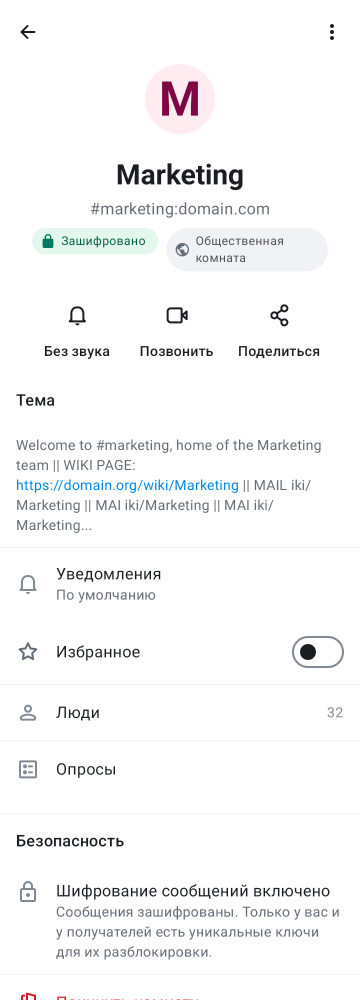 M
Marketing
#marketing:domain.com
Зашифровано
Общественная
комната
Без звука
Позвонить
Поделиться
Тема
Welcome to #marketing, home of the Marketing
team || WIKI PAGE:
https://domain.org/wiki/Marketing || MAIL iki/
Marketing || MAI iki/Marketing || MAI iki/
Marketing...
Уведомления
По умолчанию
Избранное
Люди
32
Опросы
Безопасность
Шифрование сообщений включено
Сообщения зашифрованы. Только у вас и
у получателей есть уникальные ключи
для их разблокировки.